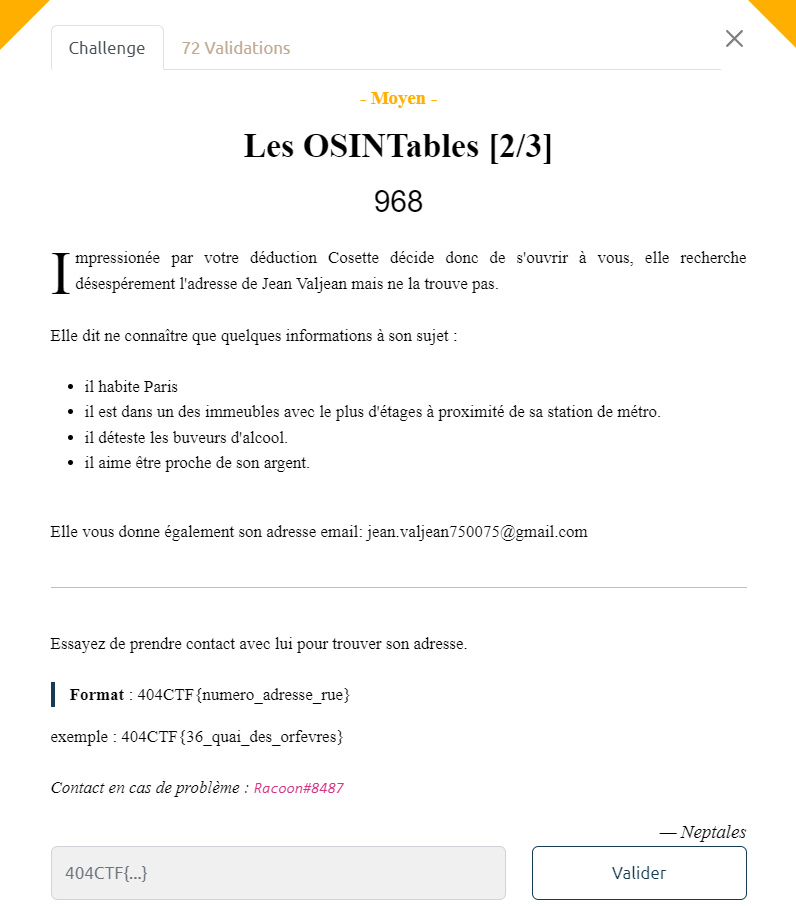 Challenge
72 Validations
- Moyen -
Les OSINTables [2/3]
968
Impressionée par votre déduction Cosette décide donc de s'ouvrir à vous, elle recherche
désespérement l'adresse de Jean Valjean mais ne la trouve pas.
Elle dit ne connaître que quelques informations à son sujet :
• il habite Paris
• il est dans un des immeubles avec le plus d'étages à proximité de sa station de métro.
• il déteste les buveurs d'alcool.
• il aime être proche de son argent.
Elle vous donne également son adresse email: jean.valjean750075@gmail.com
Essayez de prendre contact avec lui pour trouver son adresse.
Format : 404CTF{numero_adresse_rue}
exemple : 404CTF{36_quai_des_orfevres}
Contact en cas de problème : Racoon#8487
— Neptales
404CTF{...}
Valider